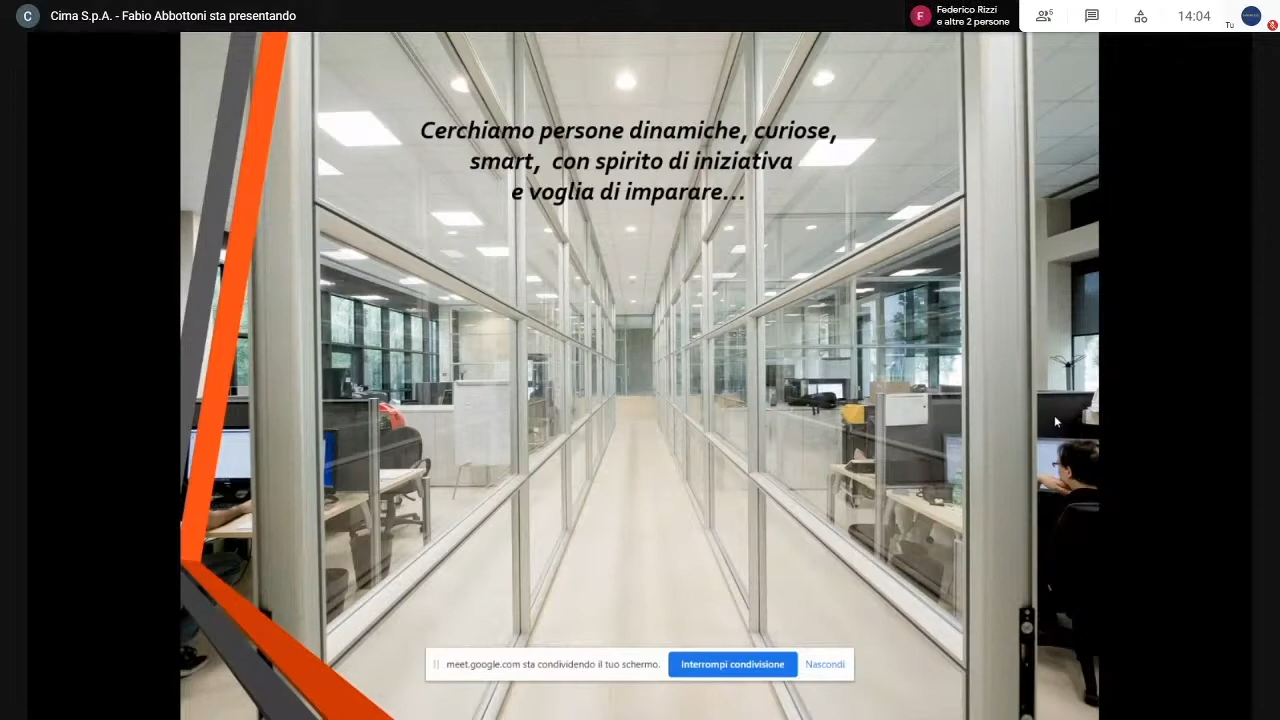 C
Cima S.p.A. - Fabio Abbottoni sta presentando
F
Federico Rizzi
e altre 2 persone
5
14:04
Tu
Cerchiamo persone dinamiche, curiose,
smart, con spirito di iniziativa
e voglia di imparare...
meet.google.com sta condividendo il tuo schermo.
Interrompi condivisione
Nascondi